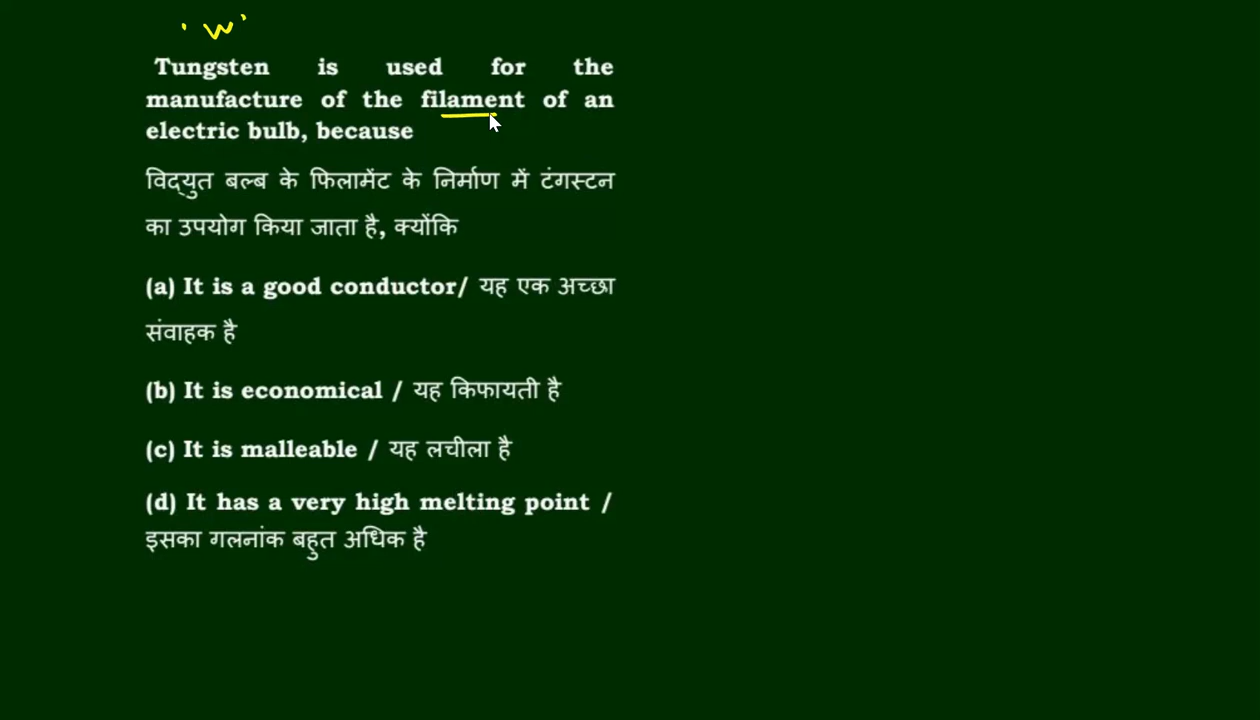 'W'
Tungsten is used for the
manufacture of the filament of an
electric bulb, because
विद्युत बल्ब के फिलामेंट के निर्माण में टंगस्टन
का उपयोग किया जाता है, क्योंकि
(a) It is a good conductor/ यह एक अच्छा
संवाहक है
(b) It is economical / यह किफायती है
(c) It is malleable / यह लचीला है
(d) It has a very high melting point /
इसका गलनांक बहुत अधिक है